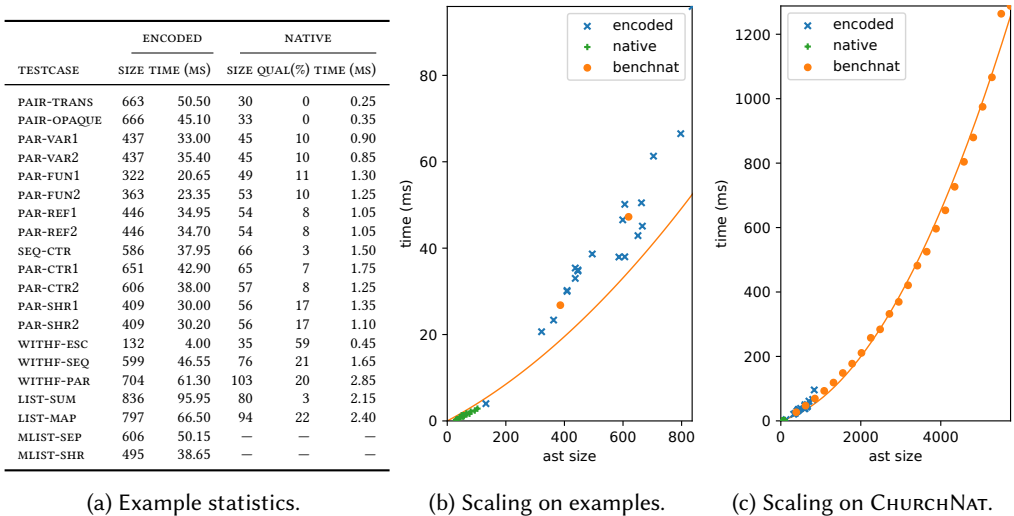 ENCODED NATIVE
TESTCASE SIZE TIME (MS) SIZE QUAL(%) TIME (MS)
PAIR-TRANS 663 50.50 30 0 0.25
PAIR-OPAQUE 666 45.10 33 0 0.35
PAR-VAR1 437 33.00 45 10 0.90
PAR-VAR2 437 35.40 45 10 0.85
PAR-FUN1 322 20.65 49 11 1.30
PAR-FUN2 363 23.35 53 10 1.25
PAR-REF1 446 34.95 54 8 1.05
PAR-REF2 446 34.70 54 8 1.05
SEQ-CTR 586 37.95 66 3 1.50
PAR-CTR1 651 42.90 65 7 1.75
PAR-CTR2 606 38.00 57 8 1.25
PAR-SHR1 409 30.00 56 17 1.35
PAR-SHR2 409 30.20 56 17 1.10
WITHF-ESC 132 4.00 35 59 0.45
WITHF-SEQ 599 46.55 76 21 1.65
WITHF-PAR 704 61.30 103 20 2.85
LIST-SUM 836 95.95 80 3 2.15
LIST-MAP 797 66.50 94 22 2.40
MLIST-SEP 606 50.15 — — —
MLIST-SHR 495 38.65 — — —
(a) Example statistics.
encoded
native
benchnat
80
60
40
20
0
time (ms)
0 200 400 600 800
ast size
(b) Scaling on examples.
encoded
native
benchnat
1200
1000
800
600
400
200
0
time (ms)
0 2000 4000
ast size
(c) Scaling on CHURCHNAT.